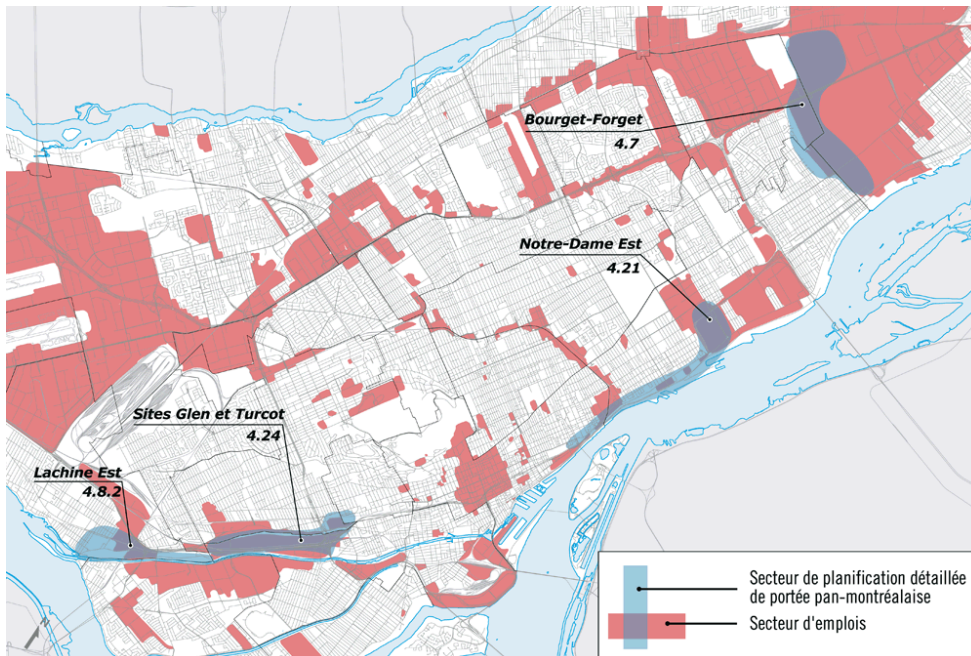 Bourget-Forget
4.7
Notre-Dame Est
4.21
Sites Glen et Turcot
4.24
Lachine Est
4.8.2
Secteur de planification détaillée
de portée pan-montréalaise
Secteur d'emplois
N